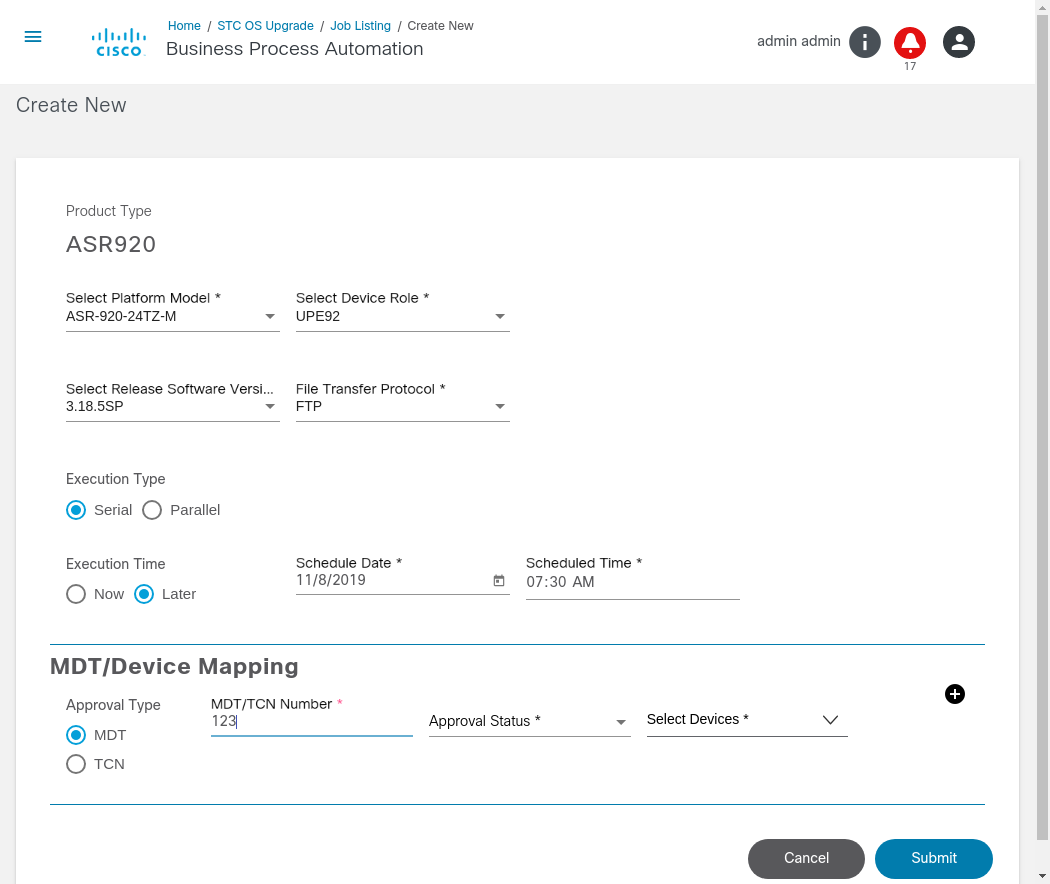 Home / STC OS Upgrade / Job Listing / Create New
CISCO
Business Process Automation
admin admin
17
Create New
Product Type
ASR920
Select Platform Model * Select Device Role *
ASR-920-24TZ-M UPE92
Select Release Software Versi... File Transfer Protocol *
3.18.5SP FTP
Execution Type
Serial Parallel
Execution Time Schedule Date * Scheduled Time *
11/8/2019 07:30 AM
Now Later
MDT/Device Mapping
Approval Type MDT/TCN Number *
123 Approval Status * Select Devices *
MDT
TCN
Cancel Submit